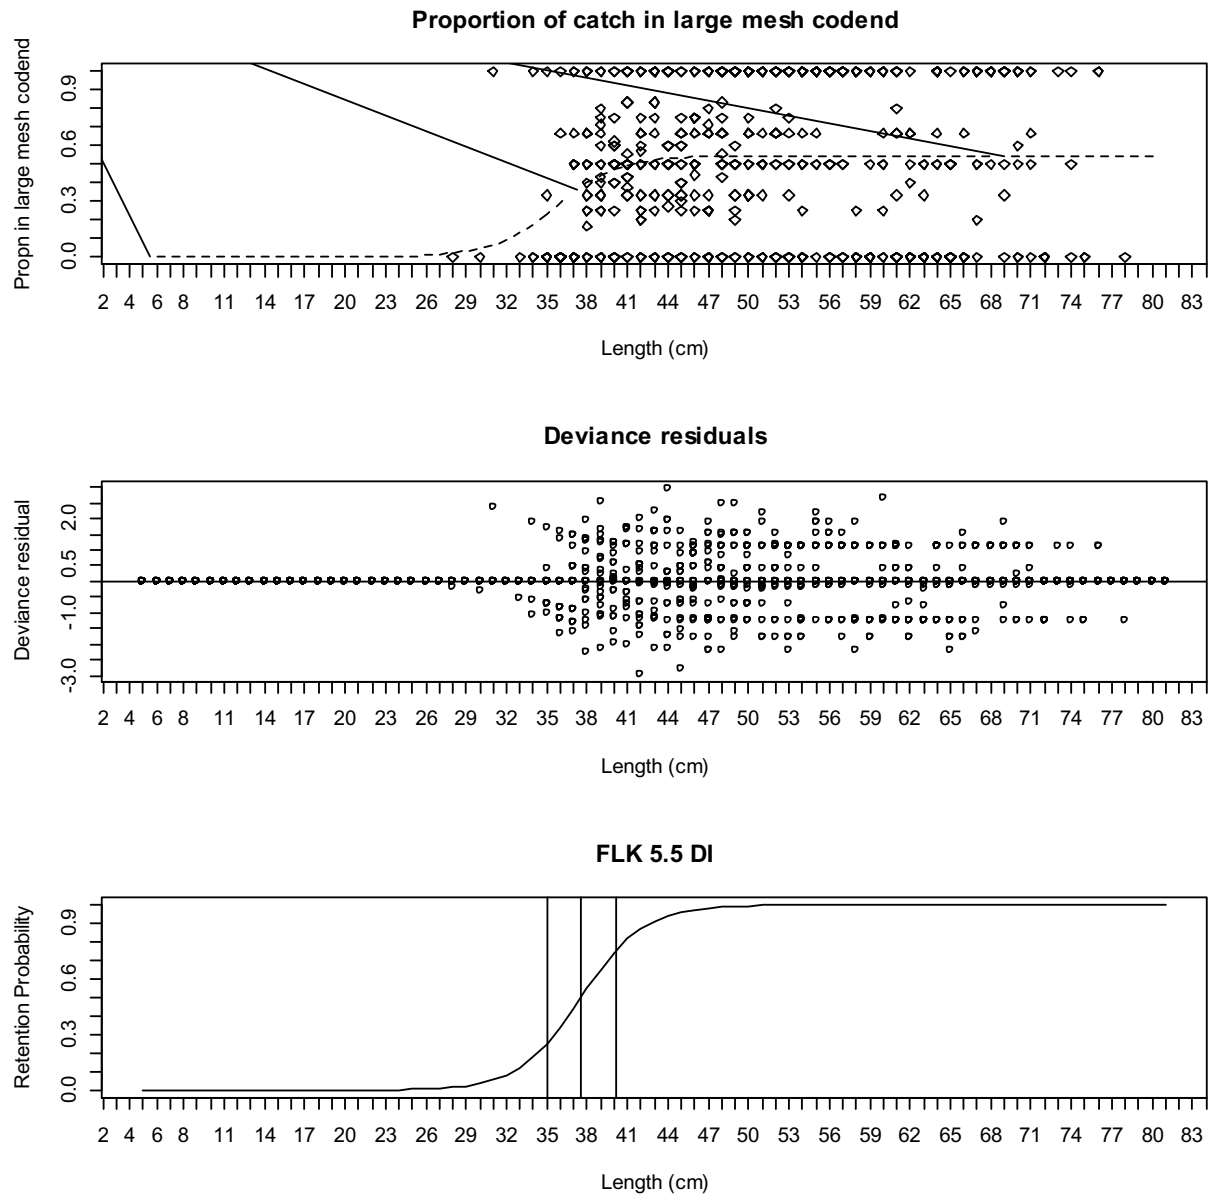 Proportion of catch in large mesh codend
Propn in large mesh codend
0.9
0.6
0.3
0.0
2 4 6 8 11 14 17 20 23 26 29 32 35 38 41 44 47 50 53 56 59 62 65 68 71 74 77 80 83
Length (cm)
Deviance residuals
Deviance residual
2.0
0.5
-1.0
-3.0
2 4 6 8 11 14 17 20 23 26 29 32 35 38 41 44 47 50 53 56 59 62 65 68 71 74 77 80 83
Length (cm)
FLK 5.5 DI
Retention Probability
0.9
0.6
0.3
0.0
2 4 6 8 11 14 17 20 23 26 29 32 35 38 41 44 47 50 53 56 59 62 65 68 71 74 77 80 83
Length (cm)